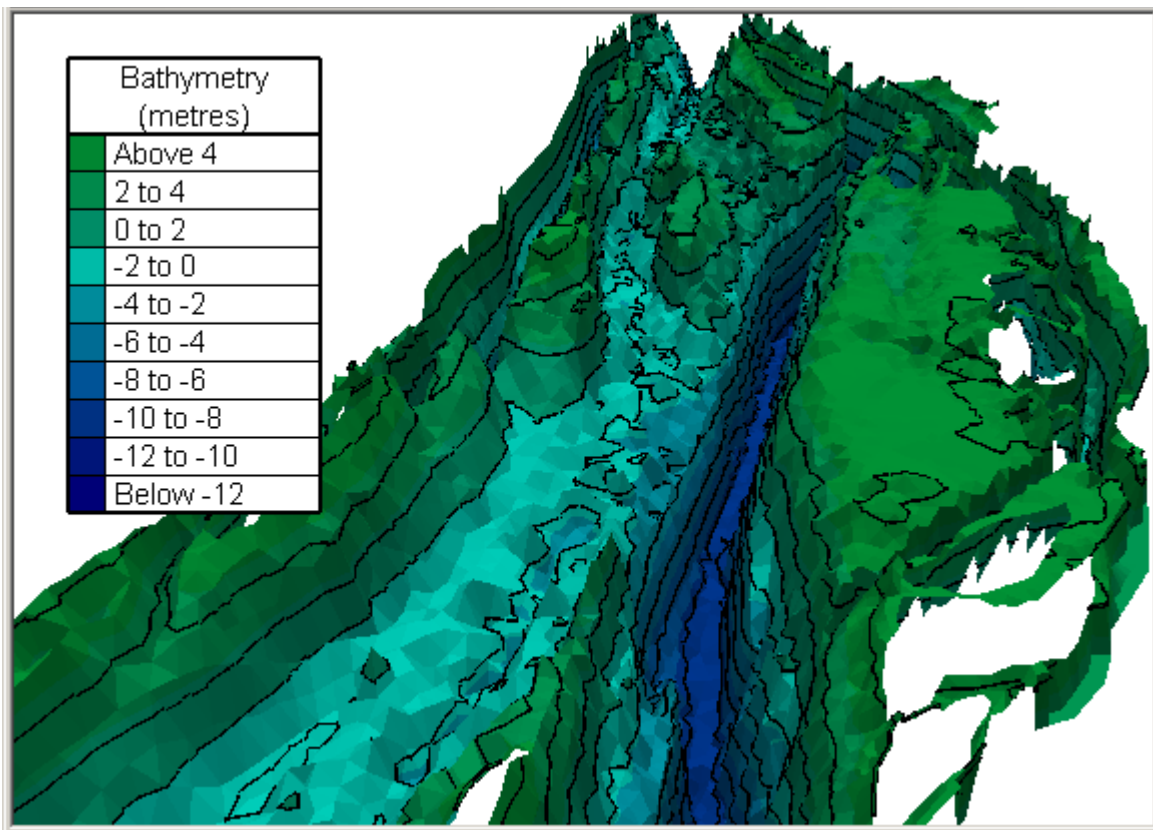 Bathymetry
(metres)
Above 4
2 to 4
0 to 2
-2 to 0
-4 to -2
-6 to -4
-8 to -6
-10 to -8
-12 to -10
Below -12